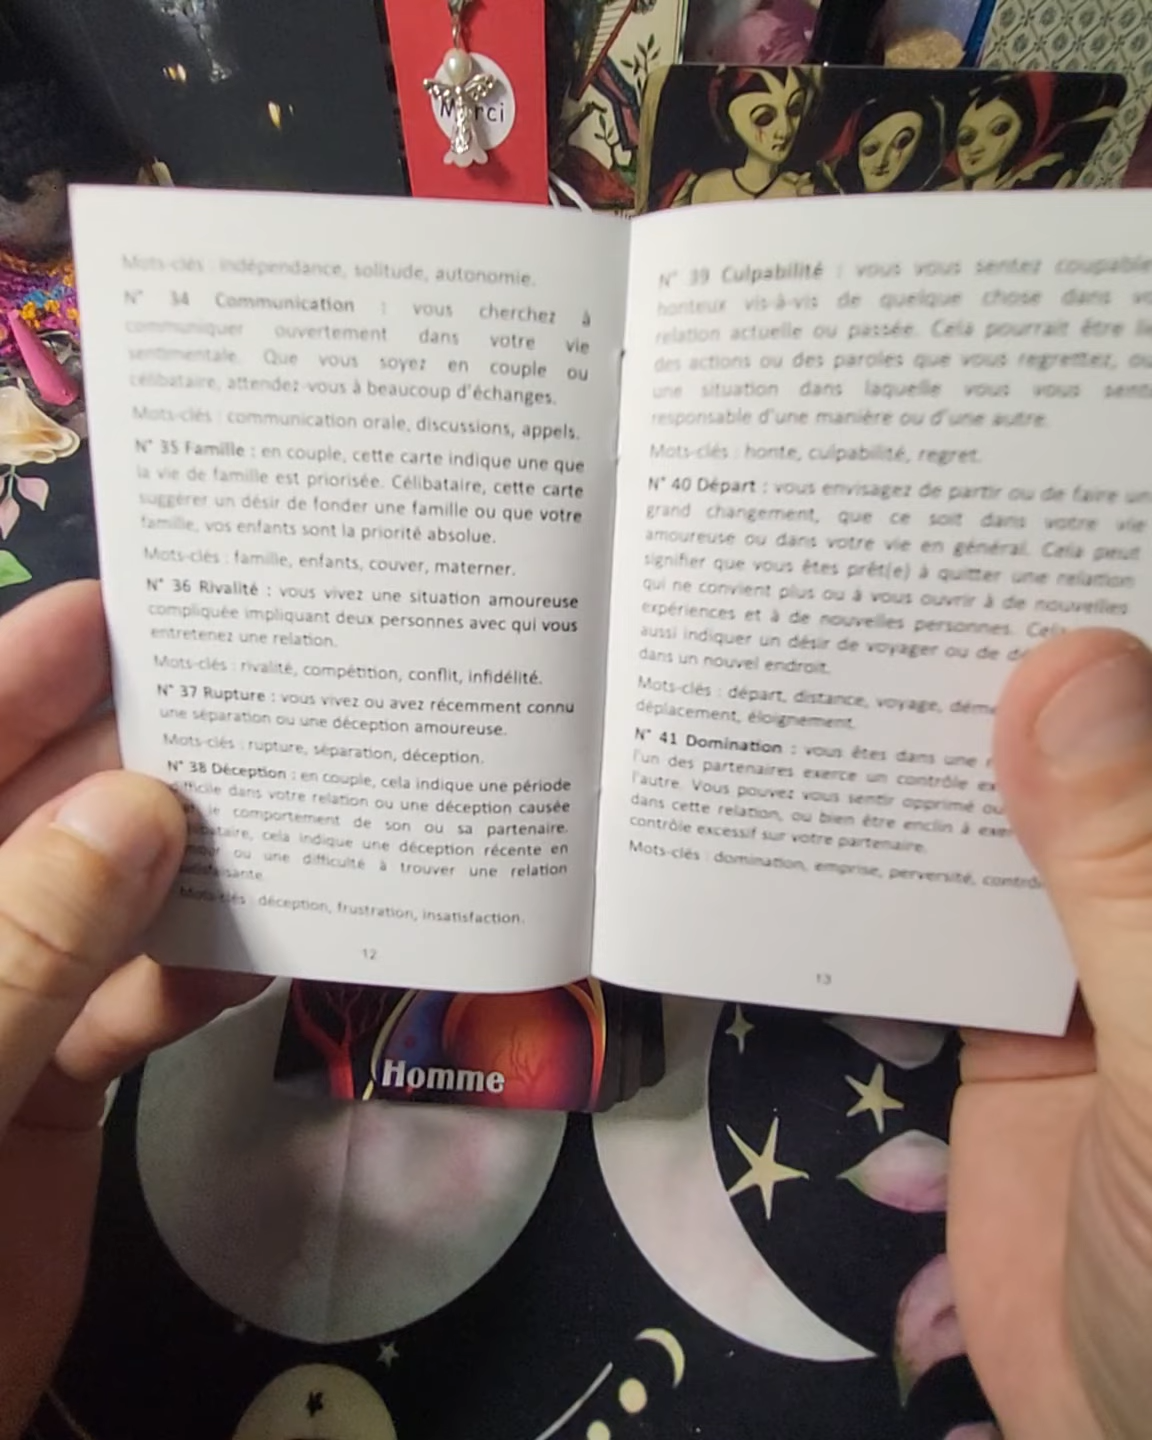 Merci
Mots-clés : indépendance, solitude, autonomie.
N° 34 Communication : vous cherchez à
communiquer ouvertement dans votre vie
sentimentale. Que vous soyez en couple ou
célibataire, attendez-vous à beaucoup d'échanges.
Mots-clés : communication orale, discussions, appels.
N° 35 Famille : en couple, cette carte indique une que
la vie de famille est priorisée. Célibataire, cette carte
suggérer un désir de fonder une famille ou que votre
famille, vos enfants sont la priorité absolue.
Mots-clés : famille, enfants, couver, materner.
N° 36 Rivalité : vous vivez une situation amoureuse
compliquée impliquant deux personnes avec qui vous
entretenez une relation.
Mots-clés : rivalité, compétition, conflit, infidélité.
N° 37 Rupture : vous vivez ou avez récemment connu
une séparation ou une déception amoureuse.
Mots-clés : rupture, séparation, déception.
N° 38 Déception : en couple, cela indique une période
difficile dans votre relation ou une déception causée
le comportement de son ou sa partenaire.
cela indique une déception récente en
ou une difficulté à trouver une relation
Mots-clés : déception, frustration, insatisfaction.
12
N° 39 Culpabilité : vous vous sentez coupable
honteux vis-à-vis de quelque chose dans
relation actuelle ou passée. Cela pourrait être
des actions ou des paroles que vous regrettez,
une situation dans laquelle vous vous
responsable d'une manière ou d'une autre.
Mots-clés : honte, culpabilité, regret.
N° 40 Départ : vous envisagez de partir ou de faire un
grand changement, que ce soit dans votre vie
amoureuse ou dans votre vie en général. Cela peut
signifier que vous êtes prêt(e) à quitter une relation
qui ne convient plus ou à vous ouvrir à de nouvelles
expériences et à de nouvelles personnes.
aussi indiquer un désir de voyager ou de
dans un nouvel endroit.
Mots-clés : départ, distance, voyage,
déplacement, éloignement.
N° 41 Domination : vous êtes dans une
l'un des partenaires exerce un contrôle
l'autre. Vous pouvez vous sentir opprimé
dans cette relation, ou bien être enclin à
contrôle excessif sur votre partenaire.
Mots-clés : domination, emprise, perversité,
13
Homme